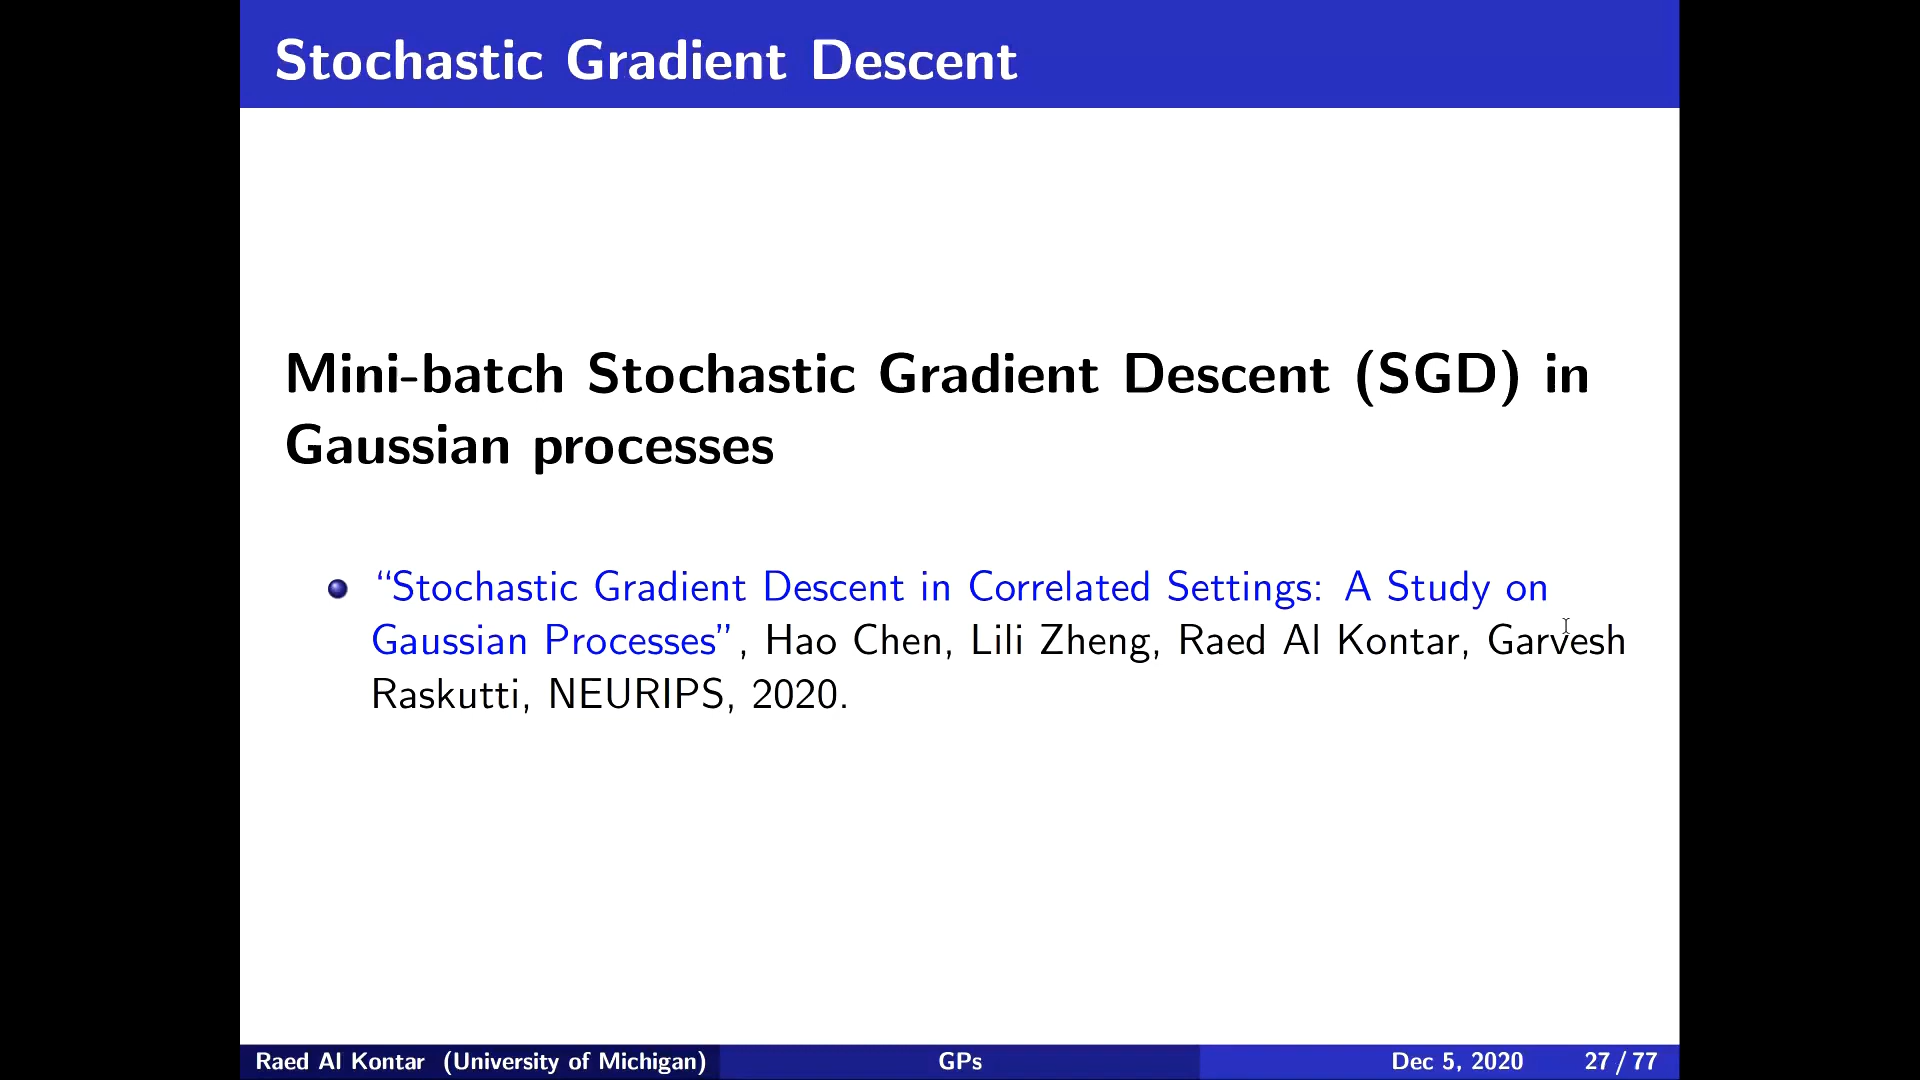 Stochastic Gradient Descent
Mini-batch Stochastic Gradient Descent (SGD) in
Gaussian processes
“Stochastic Gradient Descent in Correlated Settings: A Study on
Gaussian Processes”, Hao Chen, Lili Zheng, Raed Al Kontar, Garvesh
Raskutti, NEURIPS, 2020.
Raed Al Kontar (University of Michigan) GPs Dec 5, 2020 27 / 77